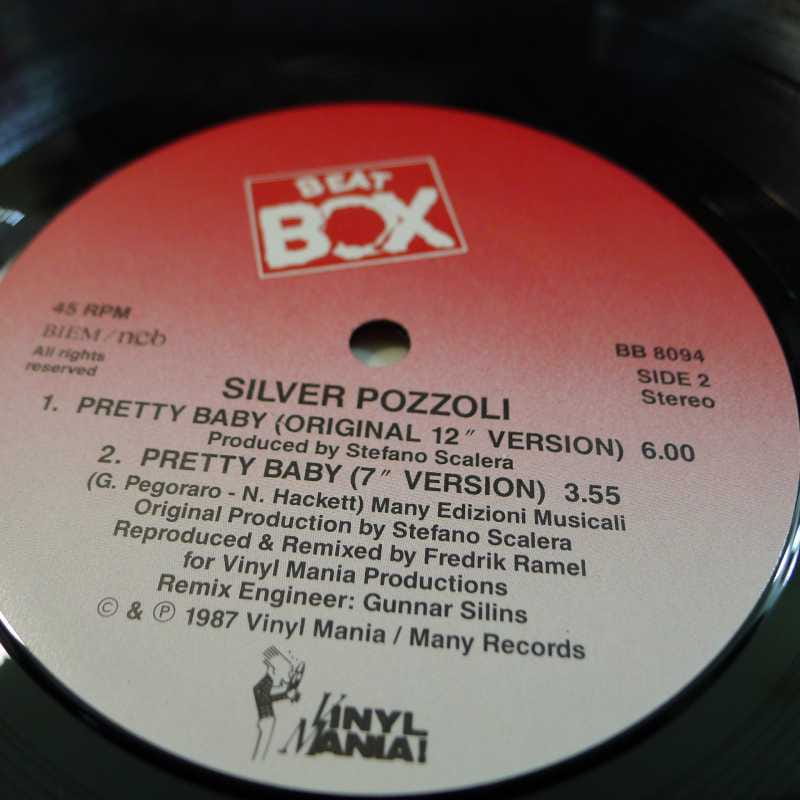 BEAT
BOX
45 RPM
BIEM / ncb
All rights
reserved
BB 8094
SIDE 2
Stereo
SILVER POZZOLI
1. PRETTY BABY (ORIGINAL 12" VERSION) 6.00
Produced by Stefano Scalera
2. PRETTY BABY (7" VERSION) 3.55
(G. Pegoraro - N. Hackett) Many Edizioni Musicali
Original Production by Stefano Scalera
Reproduced & Remixed by Fredrik Ramel
for Vinyl Mania Productions
Remix Engineer: Gunnar Silins
© & ℗ 1987 Vinyl Mania / Many Records
VINYL
MANIA!